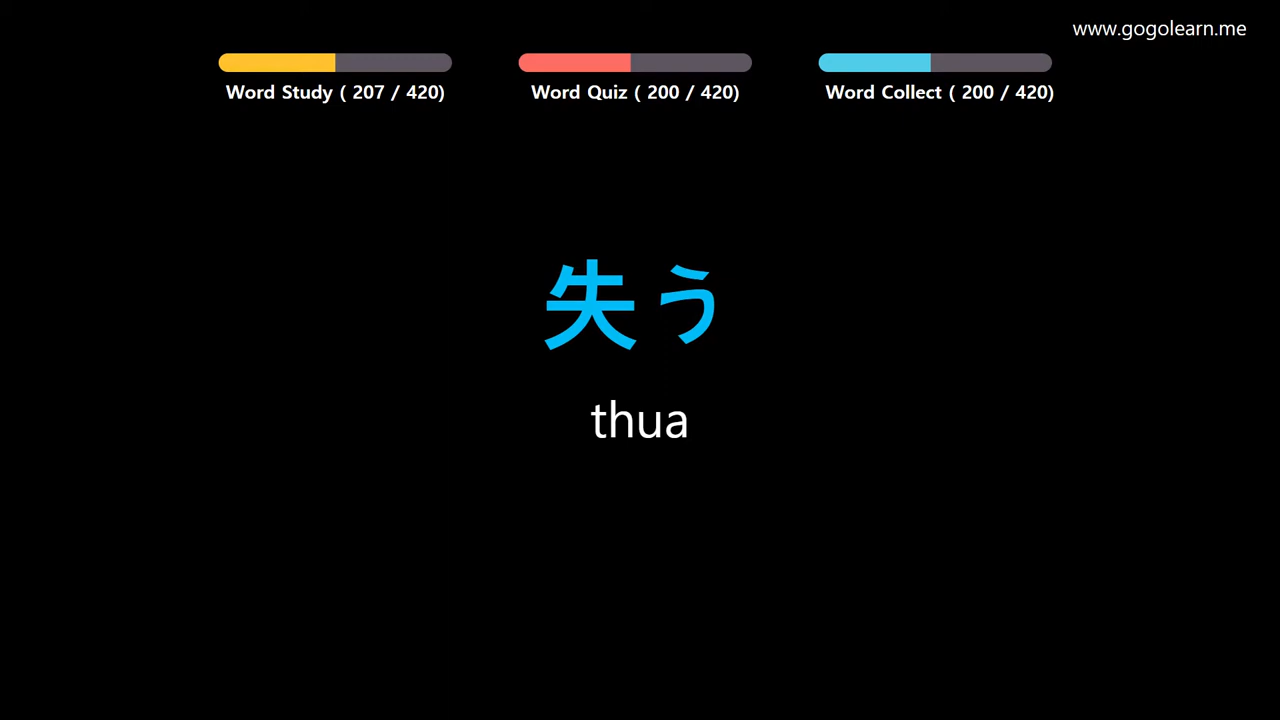 www.gogolearn.me
Word Study ( 207 / 420)
Word Quiz ( 200 / 420)
Word Collect ( 200 / 420)
失う
thua